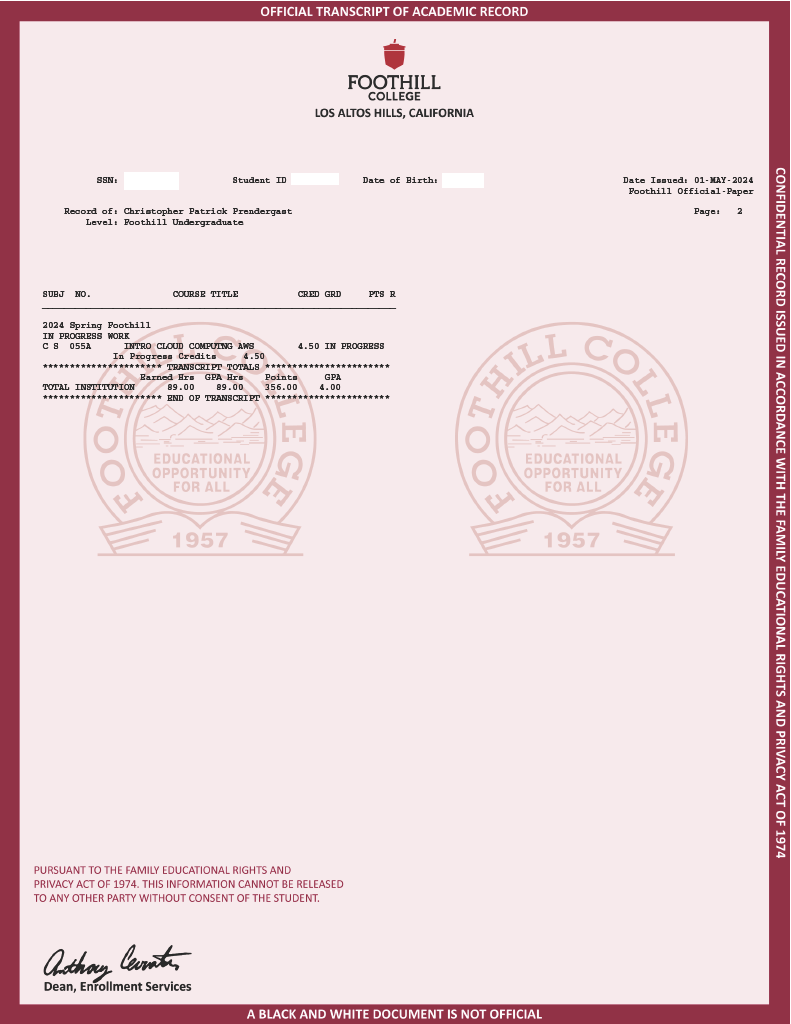 OFFICIAL TRANSCRIPT OF ACADEMIC RECORD
FOOTHILL
COLLEGE
LOS ALTOS HILLS, CALIFORNIA
SSN: Student ID Date of Birth: Date Issued: 01-MAY-2024
Foothill Official-Paper
Record of: Christopher Patrick Prendergast Page: 2
Level: Foothill Undergraduate
SUBJ NO. COURSE TITLE CRED GRD PTS R
2024 Spring Foothill
IN PROGRESS WORK
C S 055A INTRO CLOUD COMPUTNG AWS 4.50 IN PROGRESS
In Progress Credits 4.50
********************** TRANSCRIPT TOTALS ***********************
Earned Hrs GPA Hrs Points GPA
TOTAL INSTITUTION 89.00 89.00 356.00 4.00
********************** END OF TRANSCRIPT ***********************
FOOTHILL COLLEGE
EDUCATIONAL
OPPORTUNITY
FOR ALL
1957
FOOTHILL COLLEGE
EDUCATIONAL
OPPORTUNITY
FOR ALL
1957
CONFIDENTIAL RECORD ISSUED IN ACCORDANCE WITH THE FAMILY EDUCATIONAL RIGHTS AND PRIVACY ACT OF 1974
PURSUANT TO THE FAMILY EDUCATIONAL RIGHTS AND
PRIVACY ACT OF 1974. THIS INFORMATION CANNOT BE RELEASED
TO ANY OTHER PARTY WITHOUT CONSENT OF THE STUDENT.
Anthony
Dean, Enrollment Services
A BLACK AND WHITE DOCUMENT IS NOT OFFICIAL